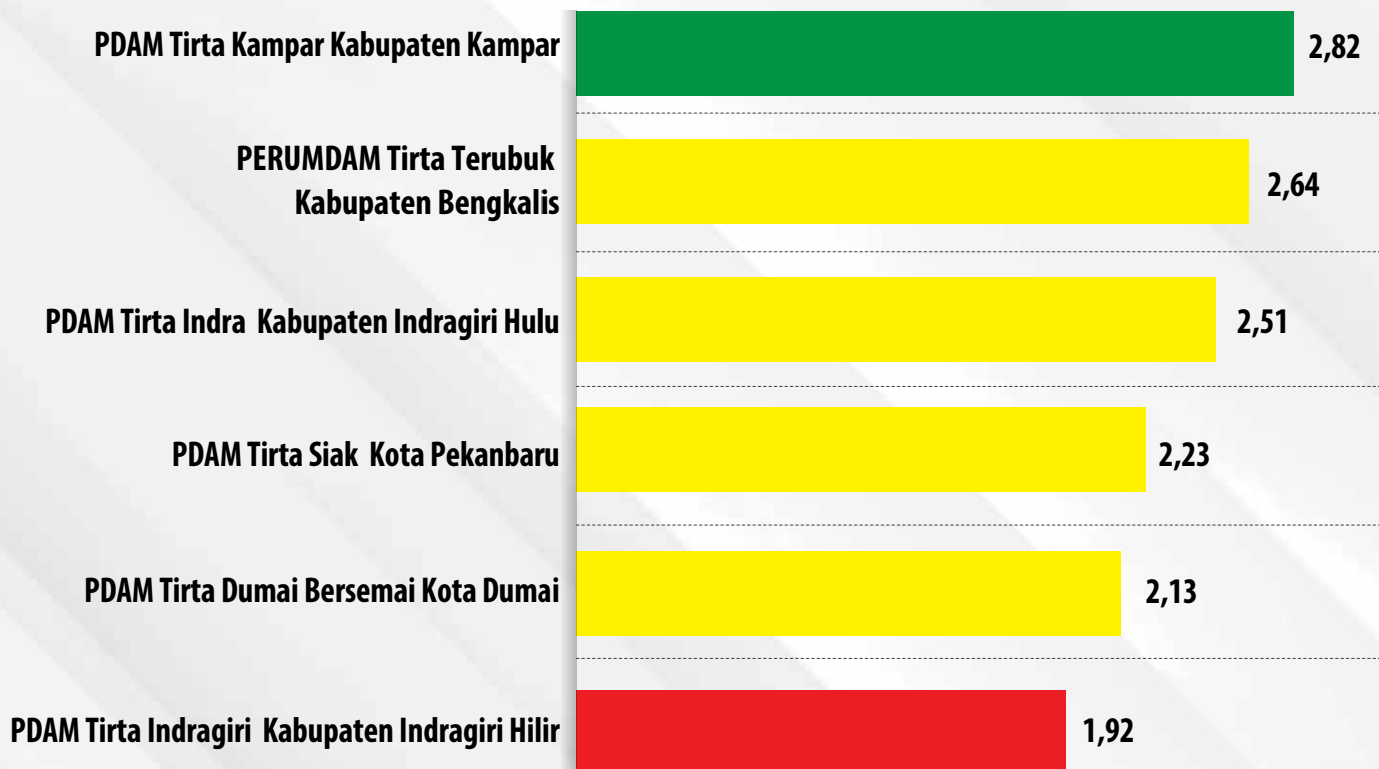 PDAM Tirta Kampar Kabupaten Kampar
2,82
PERUMDAM Tirta Terubuk
Kabupaten Bengkalis
2,64
PDAM Tirta Indra Kabupaten Indragiri Hulu
2,51
PDAM Tirta Siak Kota Pekanbaru
2,23
PDAM Tirta Dumai Bersemai Kota Dumai
2,13
PDAM Tirta Indragiri Kabupaten Indragiri Hilir
1,92